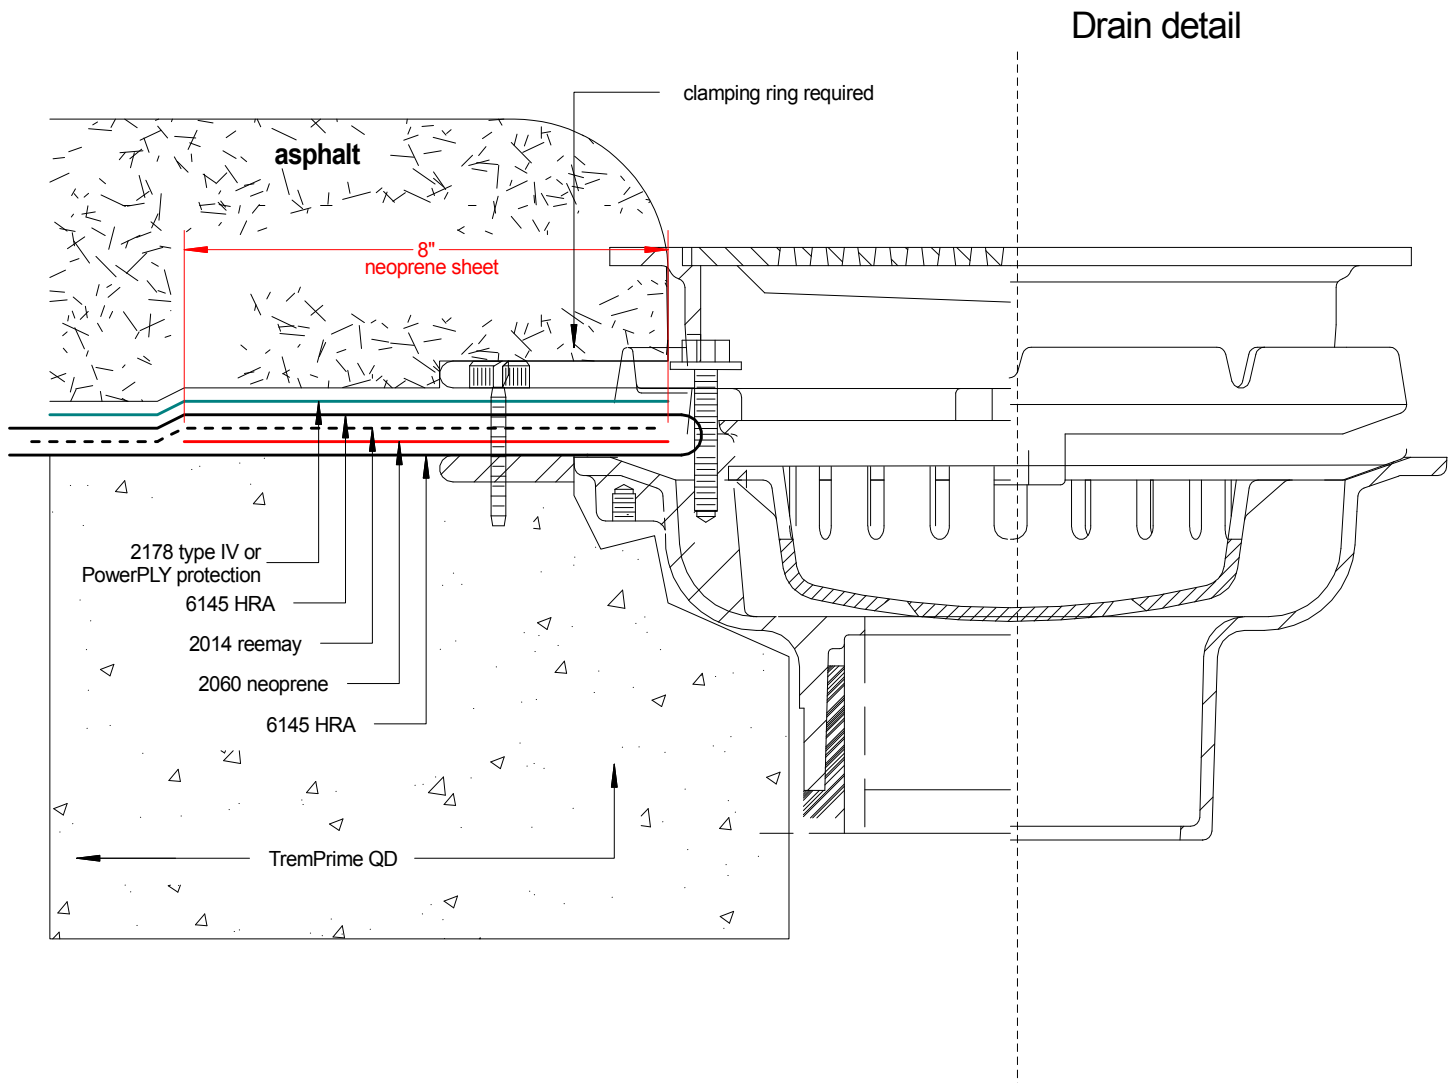 Drain detail
clamping ring required
asphalt
8"
neoprene sheet
2178 type IV or
PowerPLY protection
6145 HRA
2014 reemay
2060 neoprene
6145 HRA
TremPrime QD